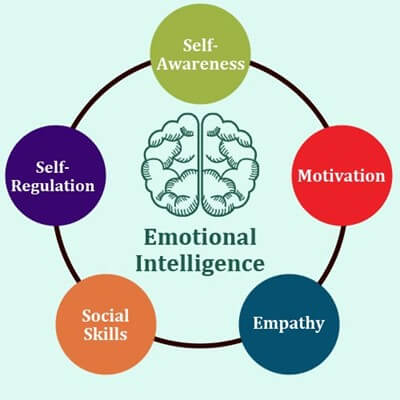 Self-
Awareness
Self-
Regulation
Motivation
Emotional
Intelligence
Social
Skills
Empathy